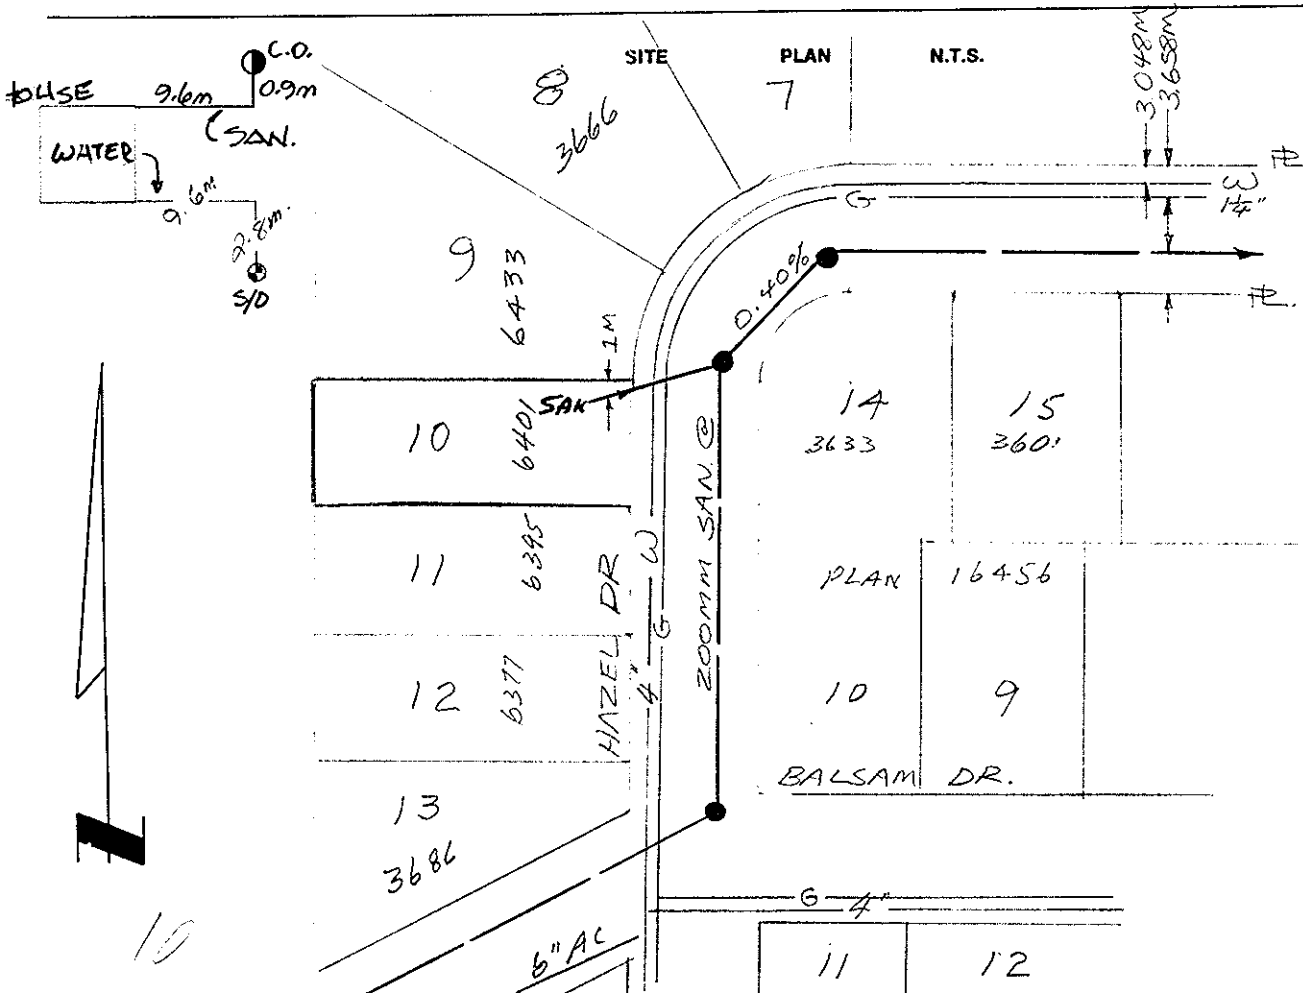 SITE PLAN N.T.S.
C.O.
HOUSE
9.6m
0.9m
SAN.
WATER
9.6m
2.8m.
S/D
8
3666
7
3.048M
3.658M
PL
W
1¼"
G
PL.
9
6433
1M
0.40%
SAN
10
6401
14
3633
15
3601
200MM SAN. @
11
6395
HAZEL DR
W
G
4"
PLAN 16456
12
6377
10
9
BALSAM DR.
13
3686
G
4"
6" AC
11
12
10